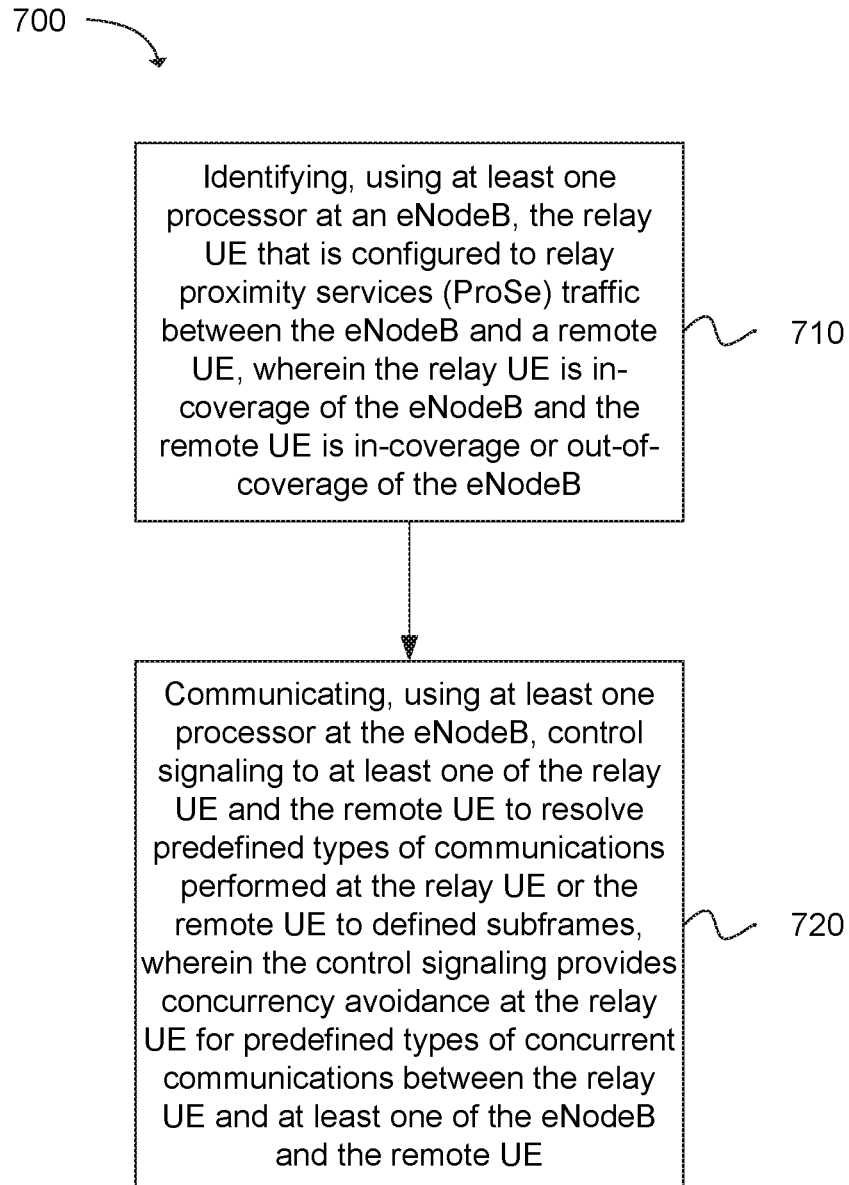 700
Identifying, using at least one
processor at an eNodeB, the relay
UE that is configured to relay
proximity services (ProSe) traffic
between the eNodeB and a remote
UE, wherein the relay UE is in-
coverage of the eNodeB and the
remote UE is in-coverage or out-of-
coverage of the eNodeB
710
Communicating, using at least one
processor at the eNodeB, control
signaling to at least one of the relay
UE and the remote UE to resolve
predefined types of communications
performed at the relay UE or the
remote UE to defined subframes,
wherein the control signaling provides
concurrency avoidance at the relay
UE for predefined types of concurrent
communications between the relay
UE and at least one of the eNodeB
and the remote UE
720